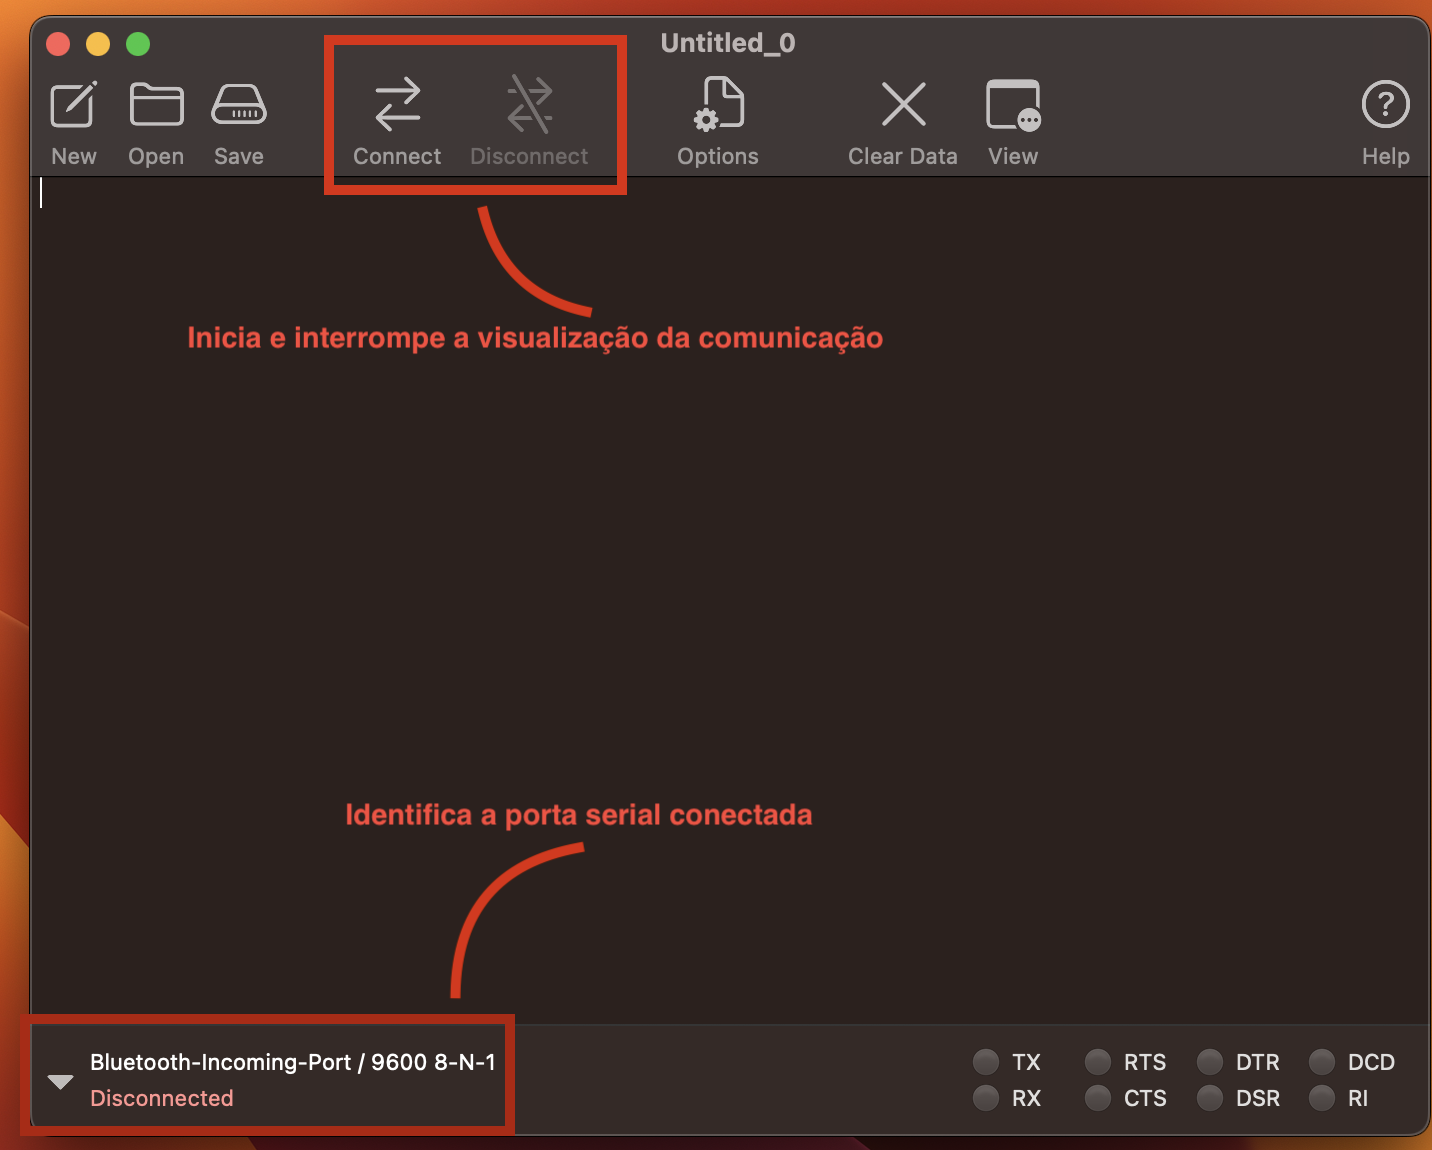 Untitled_0
New
Open
Save
Connect
Disconnect
Options
Clear Data
View
?
Help
Inicia e interrompe a visualização da comunicação
Identifica a porta serial conectada
Bluetooth-Incoming-Port / 9600 8-N-1
Disconnected
TX
RTS
DTR
DCD
RX
CTS
DSR
RI